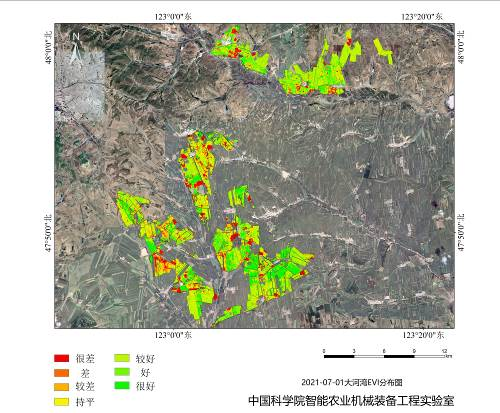 123°0'0"东 123°20'0"东
48°0'0"北 48°0'0"北
N
47°50'0"北 47°50'0"北
123°0'0"东 123°20'0"东
很差 较好
差 好
较差 很好
持平
0 3 6 9 12
km
2021-07-01大河湾EVI分布图
中国科学院智能农业机械装备工程实验室